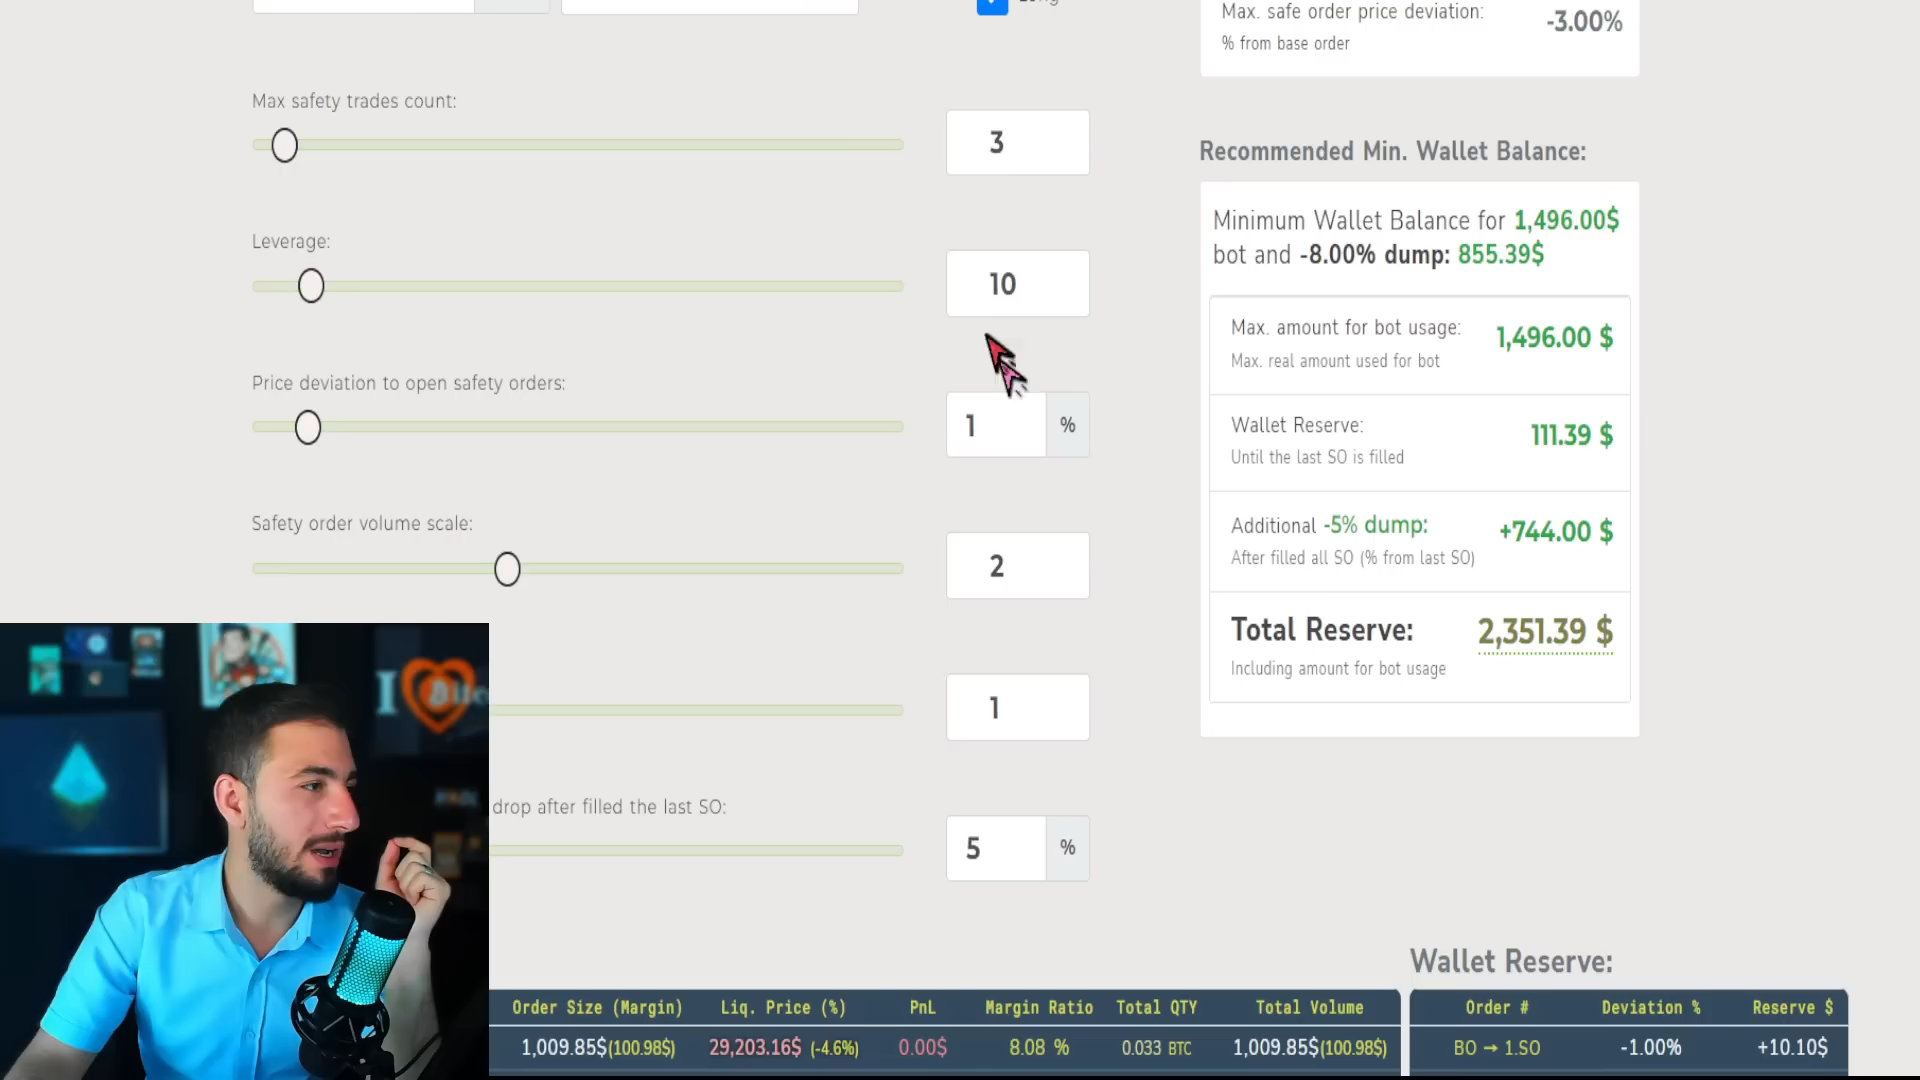 Max. safe order price deviation:
-3.00%
% from base order
Max safety trades count:
3
Recommended Min. Wallet Balance:
Minimum Wallet Balance for 1,496.00$
bot and -8.00% dump: 855.39$
Leverage:
10
Max. amount for bot usage:
1,496.00 $
Max. real amount used for bot
Price deviation to open safety orders:
1 %
Wallet Reserve:
111.39 $
Until the last SO is filled
Safety order volume scale:
2
Additional -5% dump:
+744.00 $
After filled all SO (% from last SO)
Total Reserve:
2,351.39 $
Including amount for bot usage
I
1
drop after filled the last SO:
5 %
Wallet Reserve:
Order Size (Margin) Liq. Price (%) PnL Margin Ratio Total QTY Total Volume
1,009.85$(100.98$) 29,203.16$ (-4.6%) 0.00$ 8.08 % 0.033 BTC 1,009.85$(100.98$)
Order # Deviation % Reserve $
BO → 1.SO -1.00% +10.10$